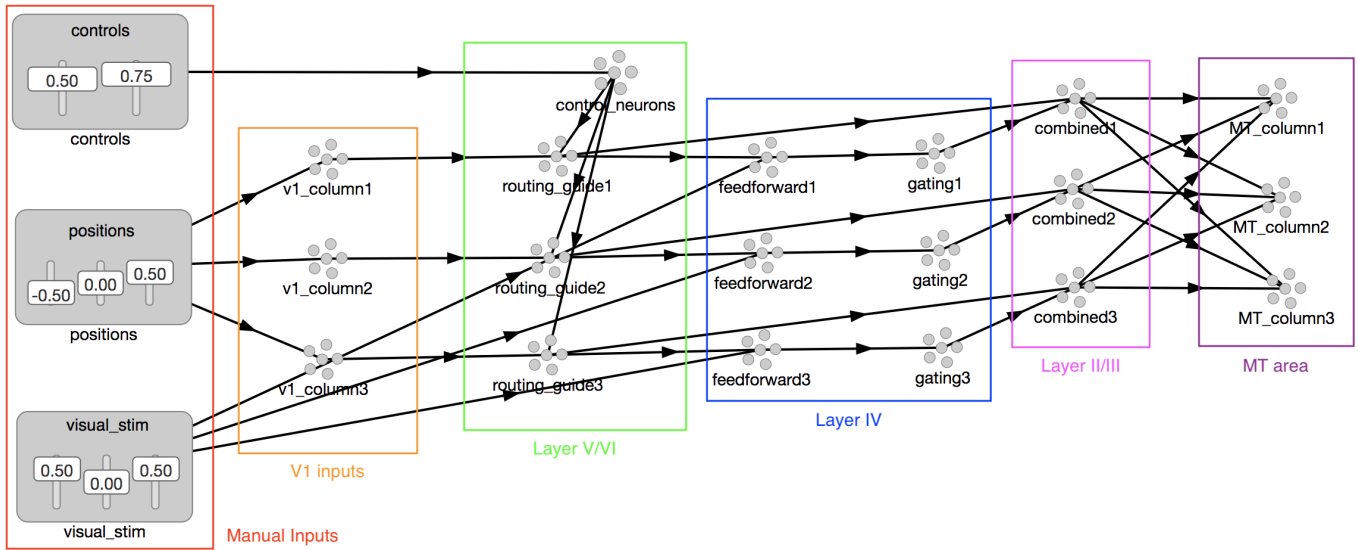 controls
0.50
0.75
controls
positions
-0.50
0.00
0.50
positions
visual_stim
0.50
0.00
0.50
visual_stim
Manual Inputs
v1_column1
v1_column2
v1_column3
V1 inputs
control_neurons
routing_guide1
routing_guide2
routing_guide3
Layer V/VI
feedforward1
gating1
feedforward2
gating2
feedforward3
gating3
Layer IV
combined1
combined2
combined3
Layer II/III
MT_column1
MT_column2
MT_column3
MT area